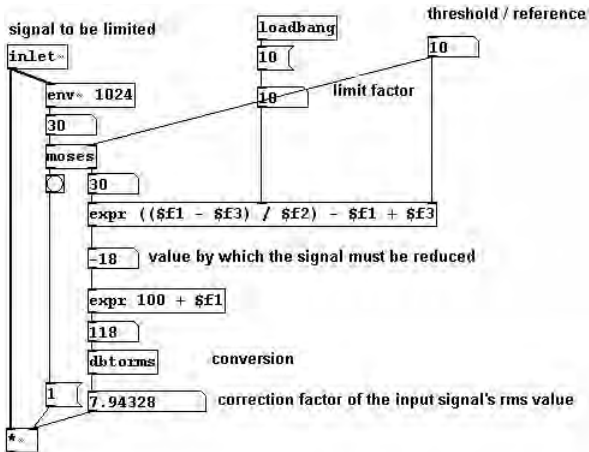 threshold / reference
signal to be limited
loadbang
inlet~
10
10
env~ 1024
10
limit factor
30
moses
30
expr (($f1 - $f3) / $f2) - $f1 + $f3
-18
value by which the signal must be reduced
expr 100 + $f1
118
dbtorms
conversion
1
7.94328
correction factor of the input signal's rms value
*~